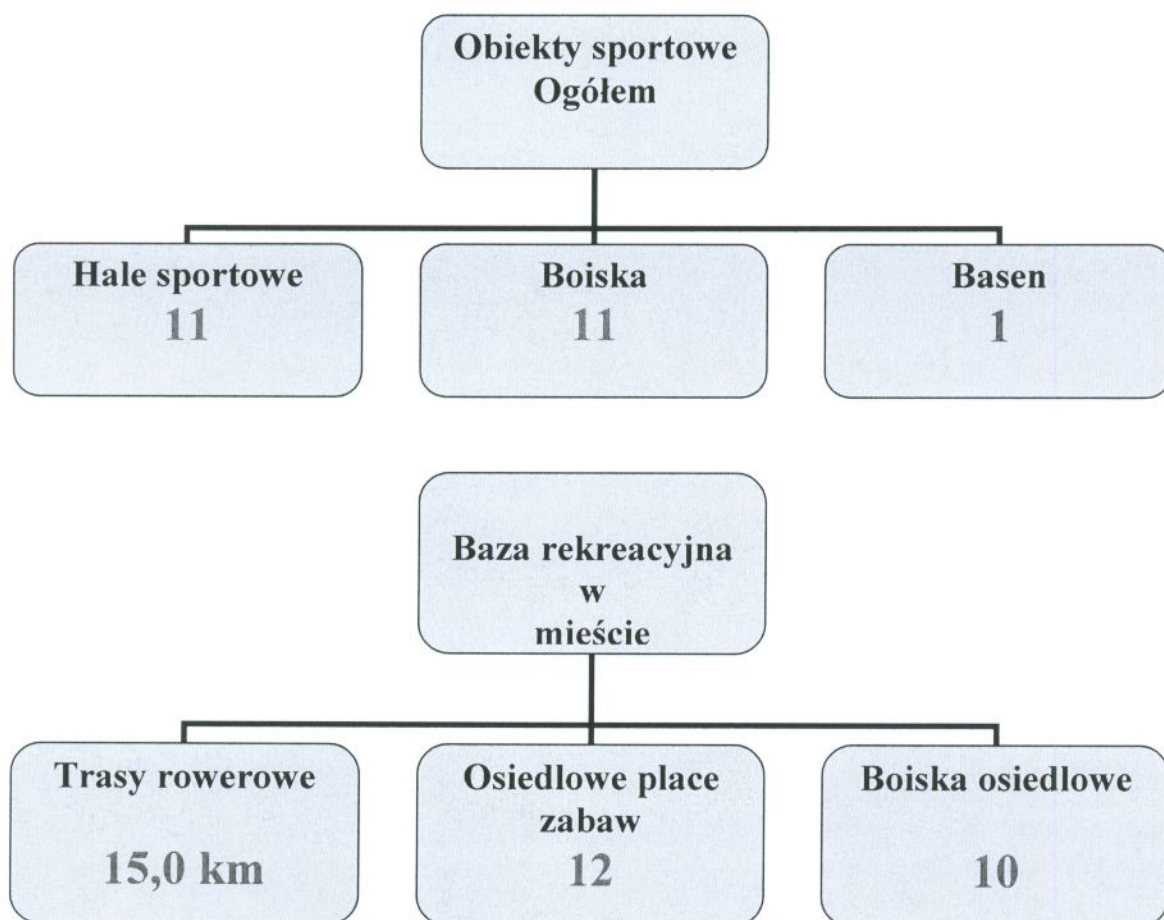 Obiekty sportowe
Ogółem
Hale sportowe
11
Boiska
11
Basen
1
Baza rekreacyjna
w
mieście
Trasy rowerowe
15,0 km
Osiedlowe place
zabaw
12
Boiska osiedlowe
10